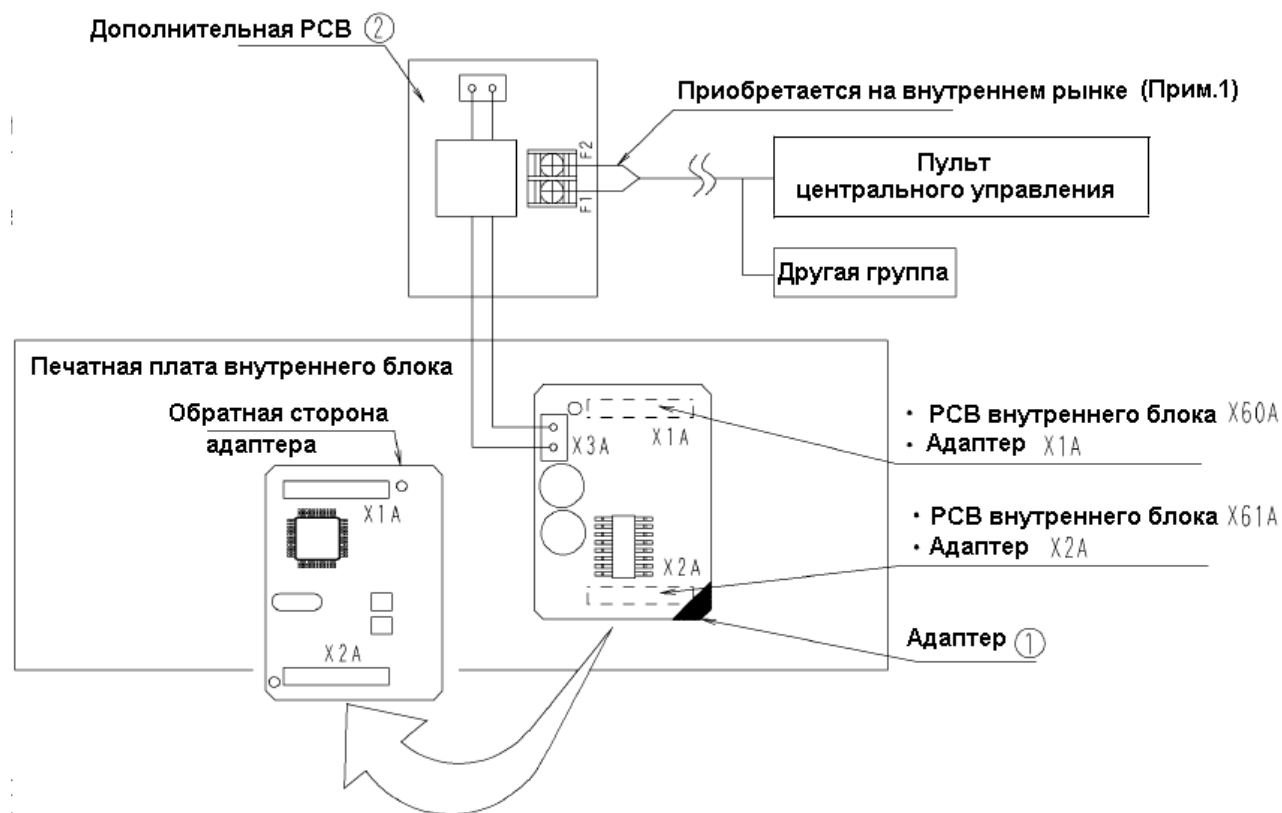 Дополнительная PCB ②
Приобретается на внутреннем рынке (Прим.1)
F2
F1
Пульт
центрального управления
Другая группа
Печатная плата внутреннего блока
Обратная сторона
адаптера
X1A
X2A
X3A
X1A
X2A
• PCB внутреннего блока X60A
• Адаптер X1A
• PCB внутреннего блока X61A
• Адаптер X2A
Адаптер ①